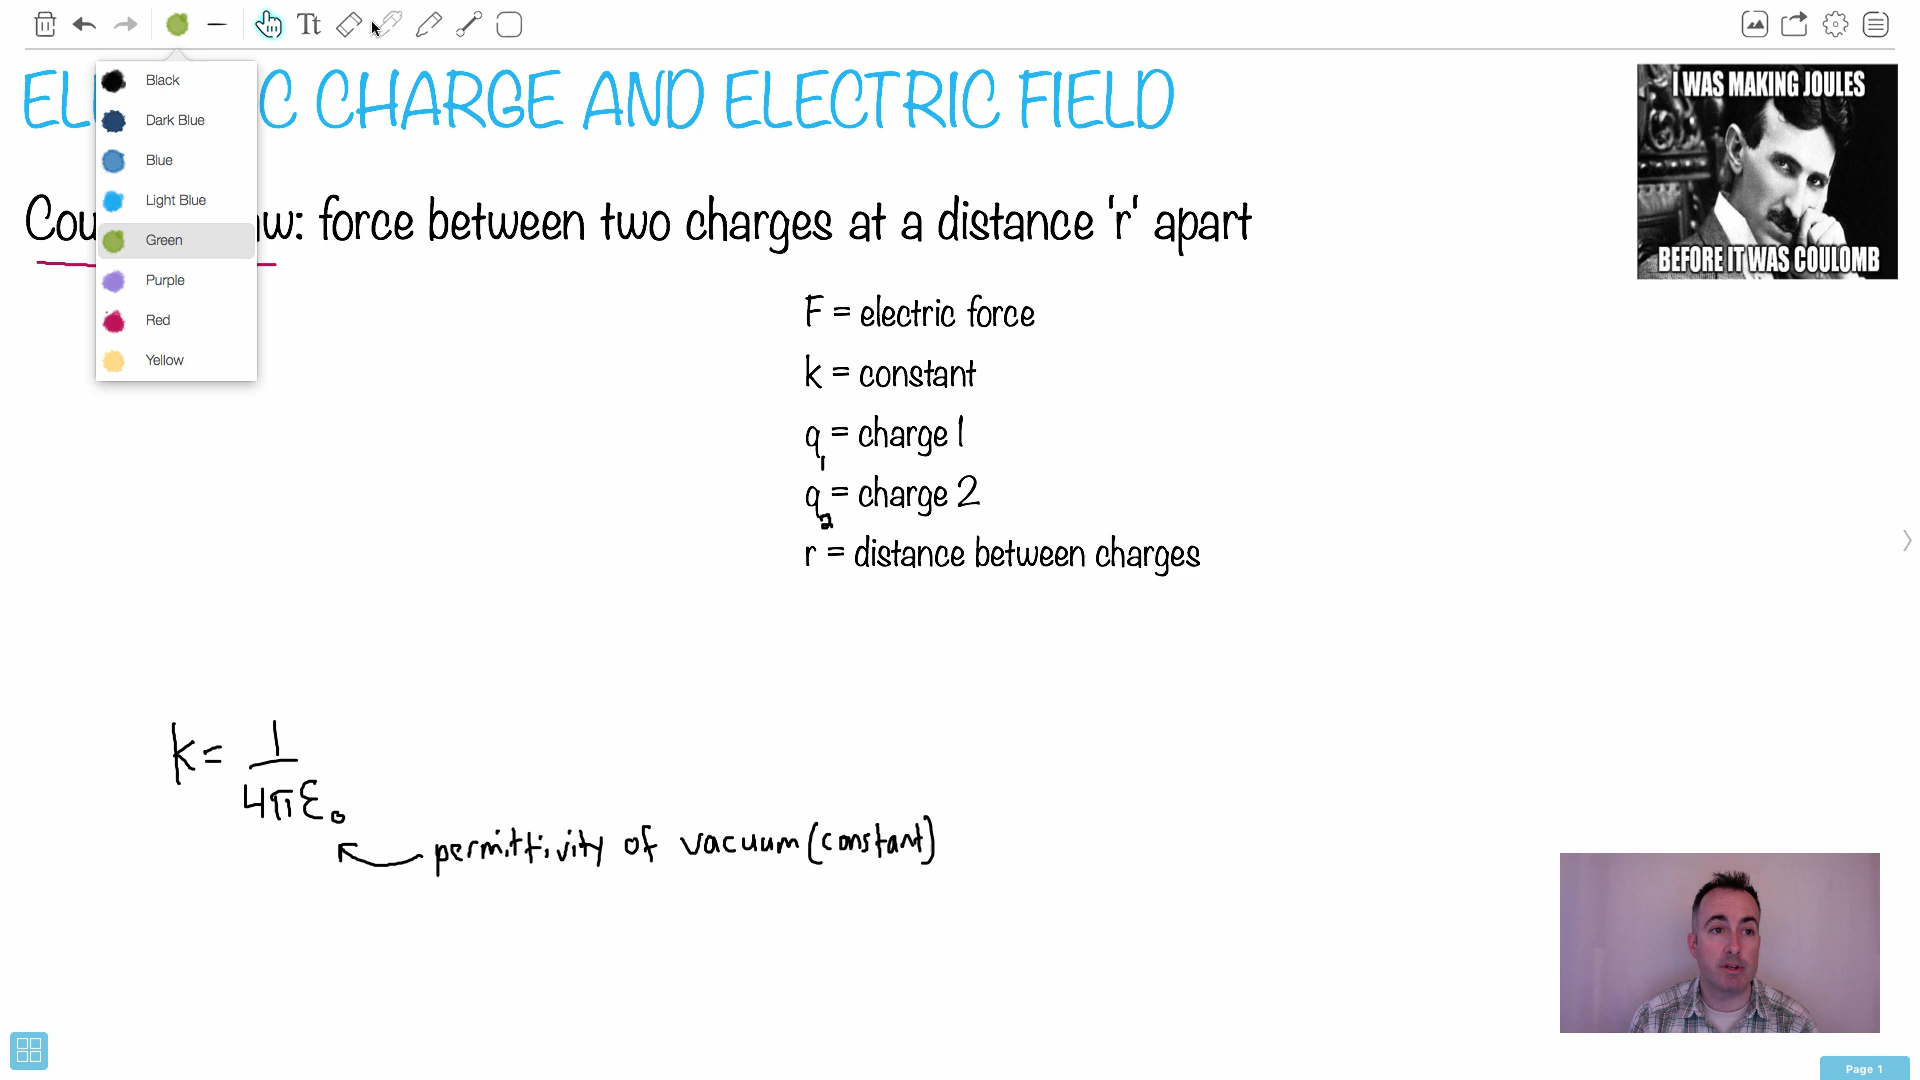 Tt
Black
Dark Blue
Blue
Light Blue
Green
Purple
Red
Yellow
C CHARGE AND ELECTRIC FIELD
I WAS MAKING JOULES
BEFORE IT WAS COULOMB
force between two charges at a distance 'r' apart
F = electric force
k = constant
q₁ = charge 1
q₂ = charge 2
r = distance between charges
k = 1
4πε₀
permittivity of vacuum (constant)
Page 1